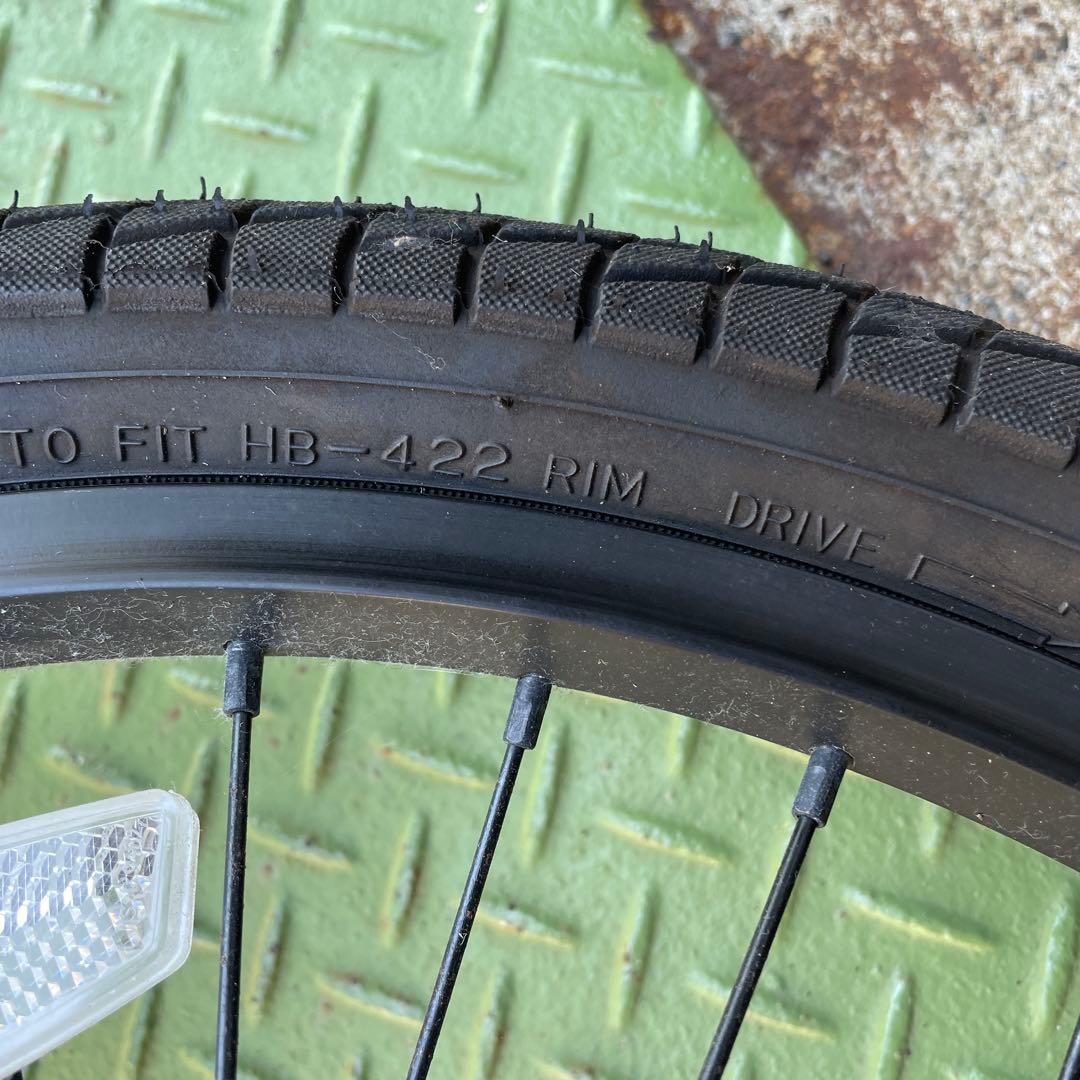 TO FIT HB-422 RIM DRIVE